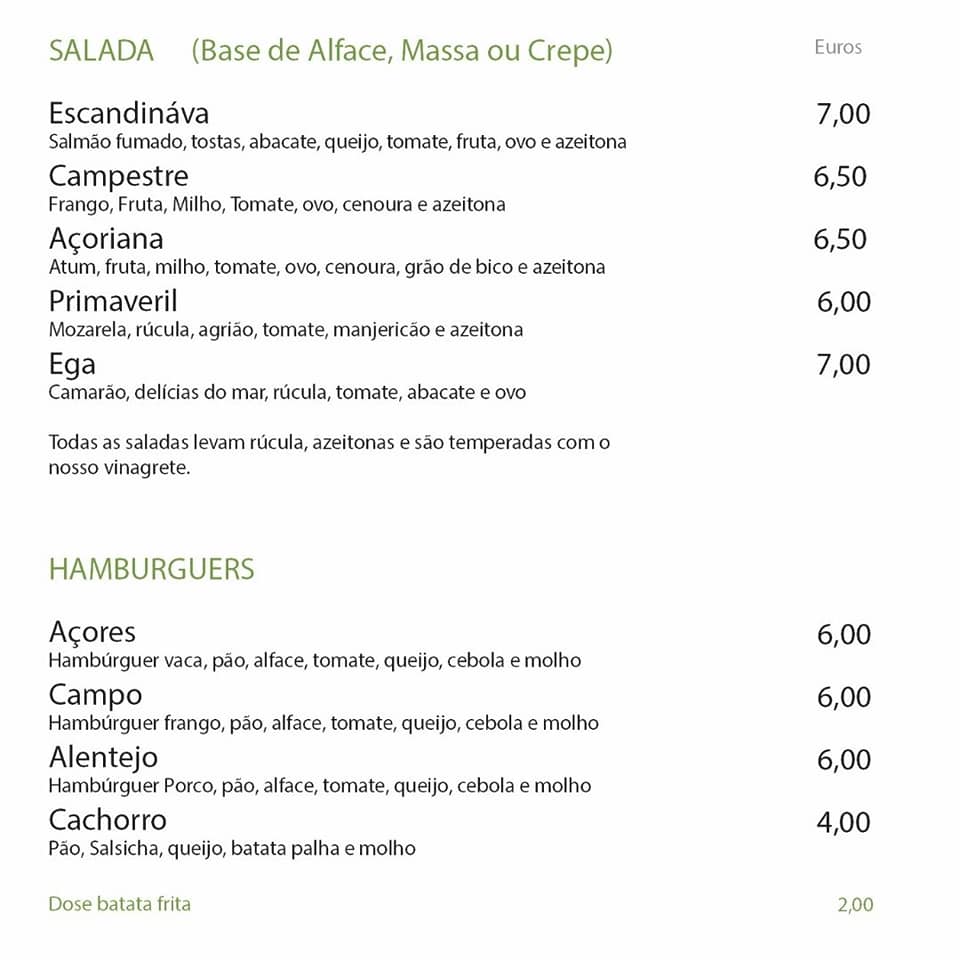 SALADA (Base de Alface, Massa ou Crepe) Euros
Escandináva 7,00
Salmão fumado, tostas, abacate, queijo, tomate, fruta, ovo e azeitona
Campestre 6,50
Frango, Fruta, Milho, Tomate, ovo, cenoura e azeitona
Açoriana 6,50
Atum, fruta, milho, tomate, ovo, cenoura, grão de bico e azeitona
Primaveril 6,00
Mozarela, rúcula, agrião, tomate, manjericão e azeitona
Ega 7,00
Camarão, delícias do mar, rúcula, tomate, abacate e ovo
Todas as saladas levam rúcula, azeitonas e são temperadas com o
nosso vinagrete.
HAMBURGUERS
Açores 6,00
Hambúrguer vaca, pão, alface, tomate, queijo, cebola e molho
Campo 6,00
Hambúrguer frango, pão, alface, tomate, queijo, cebola e molho
Alentejo 6,00
Hambúrguer Porco, pão, alface, tomate, queijo, cebola e molho
Cachorro 4,00
Pão, Salsicha, queijo, batata palha e molho
Dose batata frita 2,00